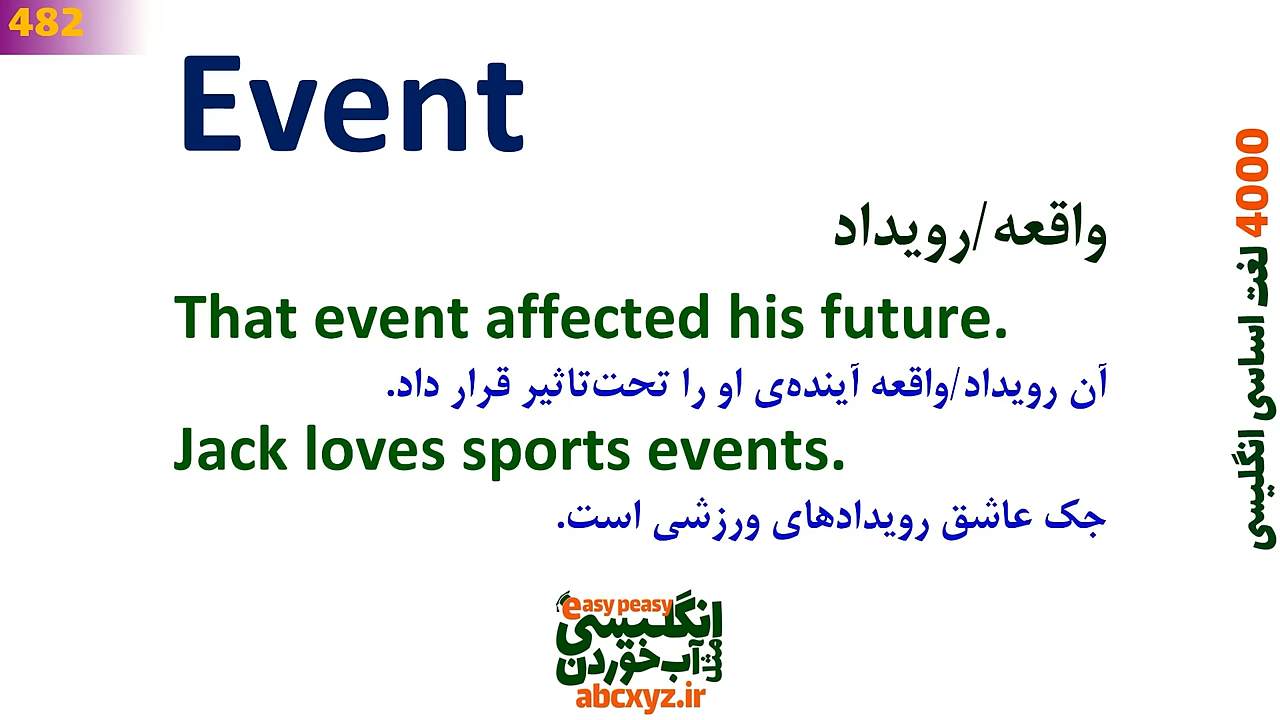 482
Event
واقعه/رویداد
That event affected his future.
آن رویداد/واقعه آینده‌ی او را تحت‌تاثیر قرار داد.
Jack loves sports events.
جک عاشق رویدادهای ورزشی است.
4000 لغت اساسی انگلیسی
easy peasy
انگلیسی
مثل آب خوردن
abcxyz.ir